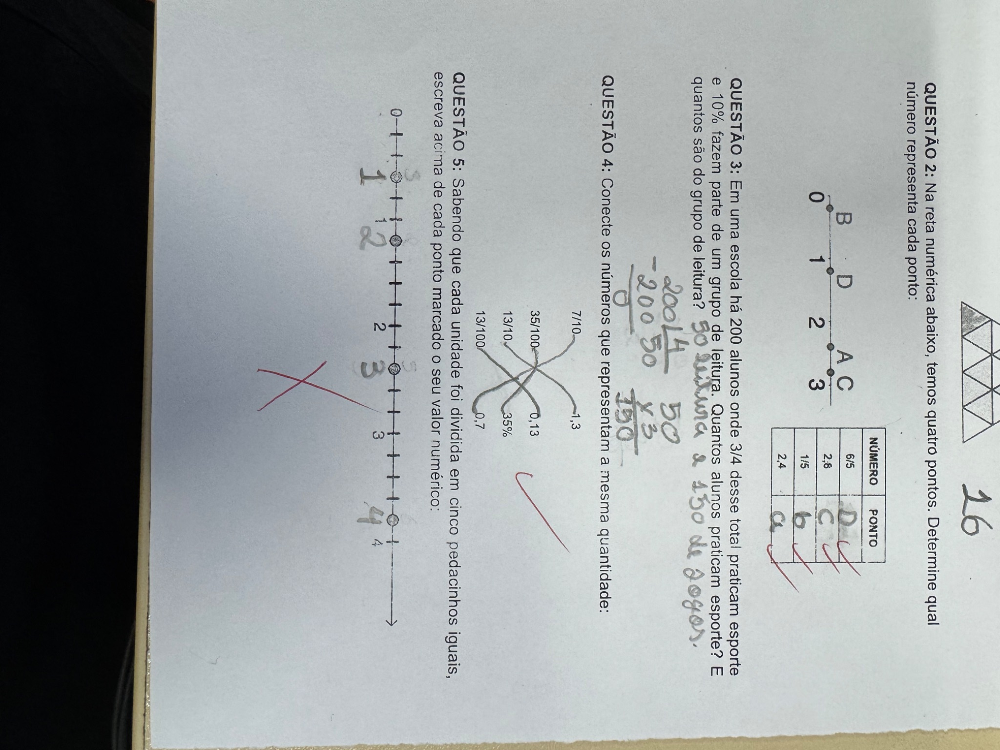 16
QUESTÃO 2: Na reta numérica abaixo, temos quatro pontos. Determine qual
número representa cada ponto:
B D A C
0 1 2 3
NÚMERO PONTO
6/5 D
2,8 C
1/5 b
2,4 a
QUESTÃO 3: Em uma escola há 200 alunos onde 3/4 desse total praticam esporte
e 10% fazem parte de um grupo de leitura. Quantos alunos praticam esporte? E
quantos são do grupo de leitura? 50 leitura e 150 de jogos.
200 4 50
-200 50 x 3
0 150
QUESTÃO 4: Conecte os números que representam a mesma quantidade:
7/10 1,3
35/100 0,13
13/10 35%
13/100 0,7
QUESTÃO 5: Sabendo que cada unidade foi dividida em cinco pedacinhos iguais,
escreva acima de cada ponto marcado o seu valor numérico:
0 1 2 3 4
1 2 3 4